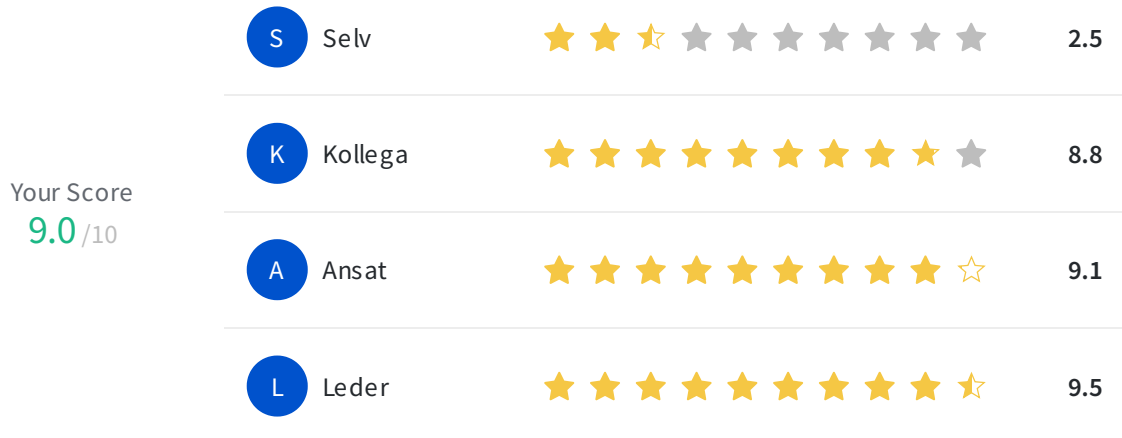 S Selv 2.5
K Kollega 8.8
Your Score
9.0 /10
A Ansat 9.1
L Leder 9.5